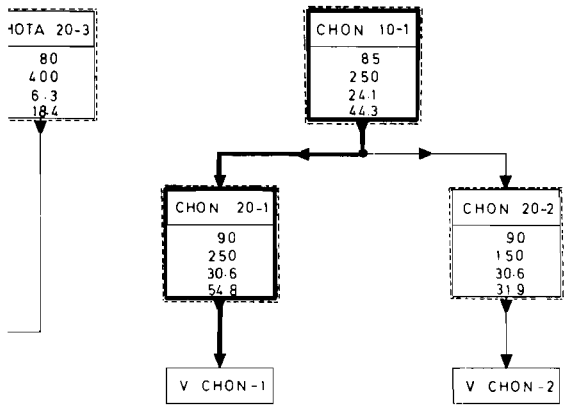 HOTA 20-3
80
400
6.3
18.4
CHON 10-1
85
250
24.1
44.3
CHON 20-1
90
250
30.6
54.8
CHON 20-2
90
150
30.6
31.9
V CHON-1
V CHON-2